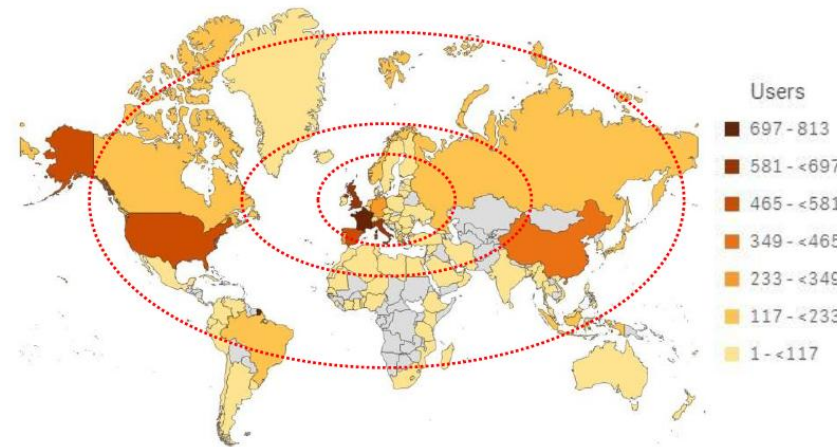 Users
697 - 813
581 - <697
465 - <581
349 - <465
233 - <349
117 - <233
1 - <117